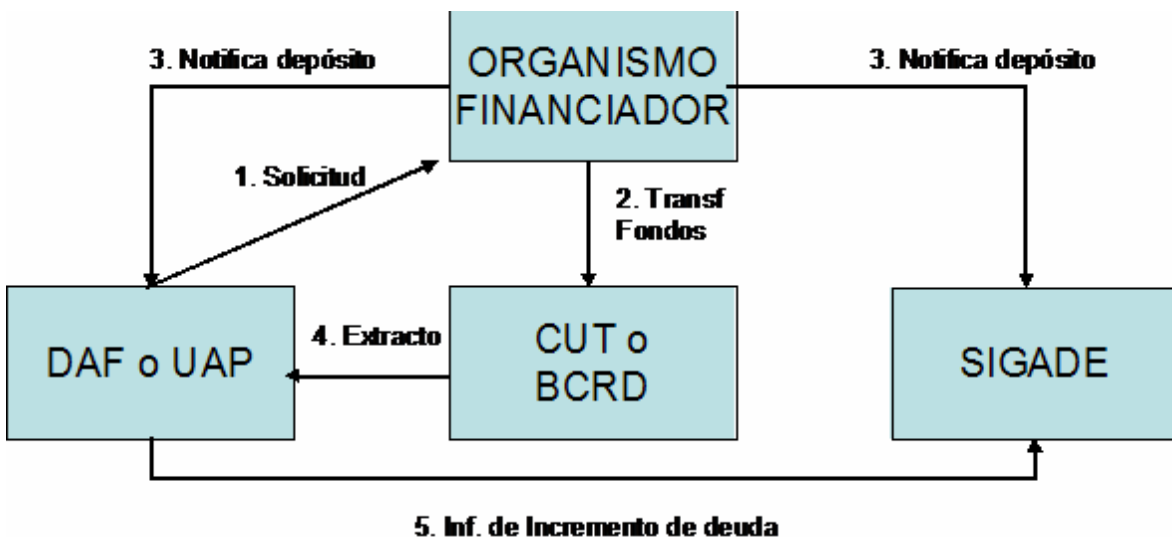 3. Notifica depósito
ORGANISMO
FINANCIADOR
3. Notifica depósito
1. Solicitud
2. Transf
Fondos
DAF o UAP
4. Extracto
CUT o
BCRD
SIGADE
5. Inf. de Incremento de deuda